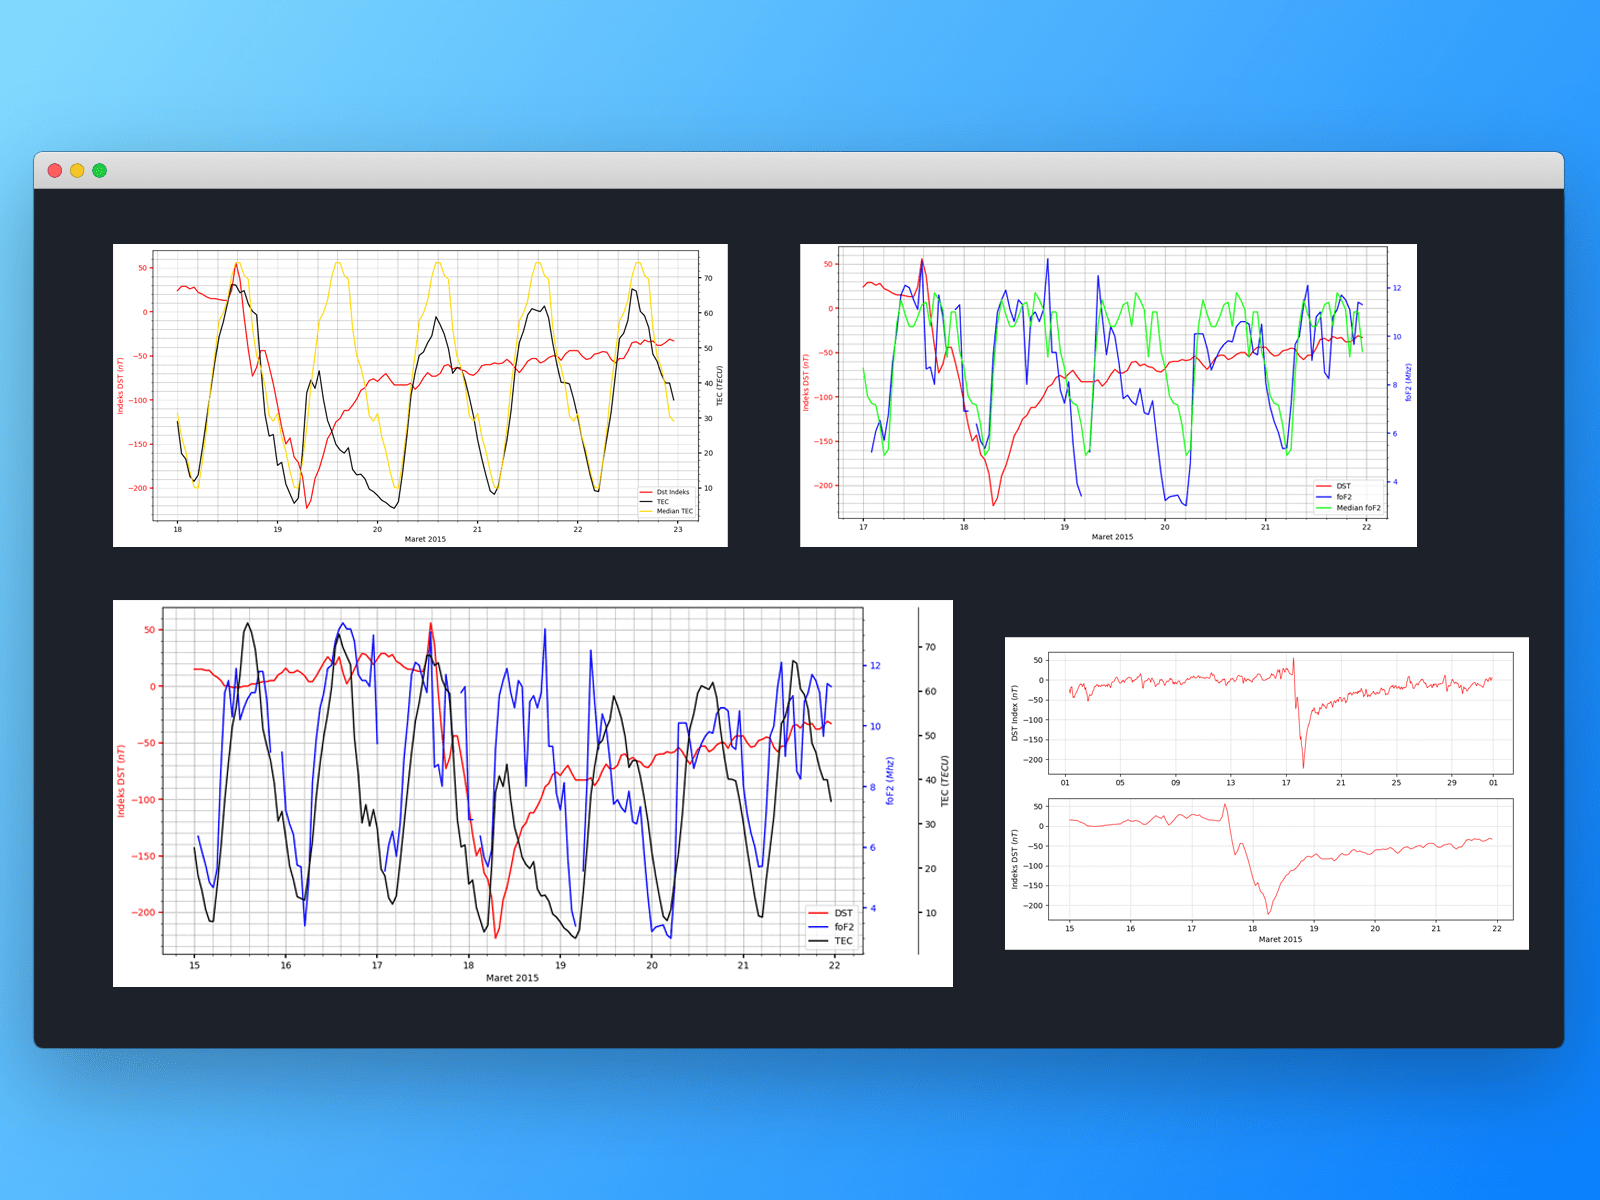 50
0
−50
−100
−150
−200
Indeks DST (nT)
70
60
50
40
30
20
10
TEC (TECU)
Dst Indeks
TEC
Median TEC
18 19 20 21 22 23
Maret 2015
50
0
−50
−100
−150
−200
Indeks DST (nT)
12
10
8
6
4
foF2 (Mhz)
DST
foF2
Median foF2
17 18 19 20 21 22
Maret 2015
50
0
−50
−100
−150
−200
Indeks DST (nT)
12
10
8
6
4
foF2 (Mhz)
70
60
50
40
30
20
10
TEC (TECU)
DST
foF2
TEC
15 16 17 18 19 20 21 22
Maret 2015
50
0
−50
−100
−150
−200
DST Index (nT)
01 05 09 13 17 21 25 29 01
50
0
−50
−100
−150
−200
Indeks DST (nT)
15 16 17 18 19 20 21 22
Maret 2015